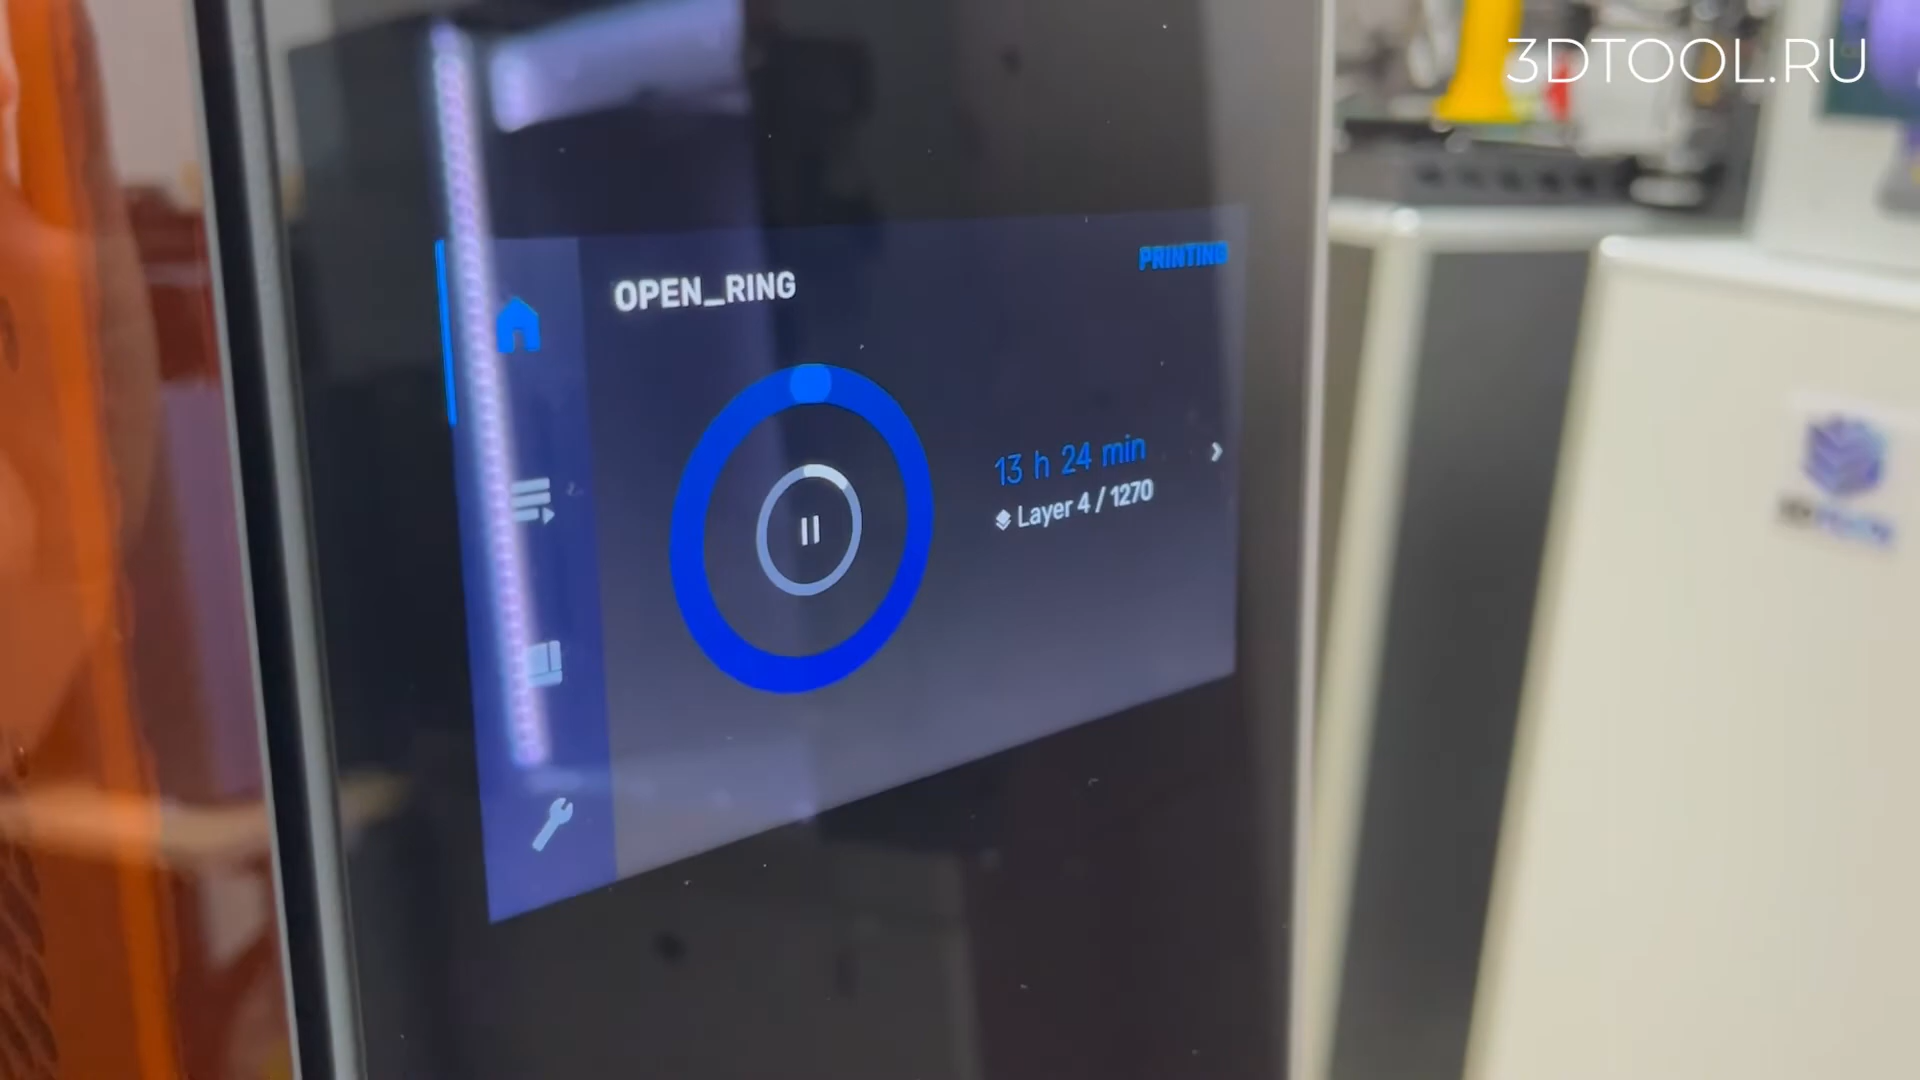 3DTOOL.RU
PRINTING
OPEN_RING
13 h 24 min
Layer 4 / 1270